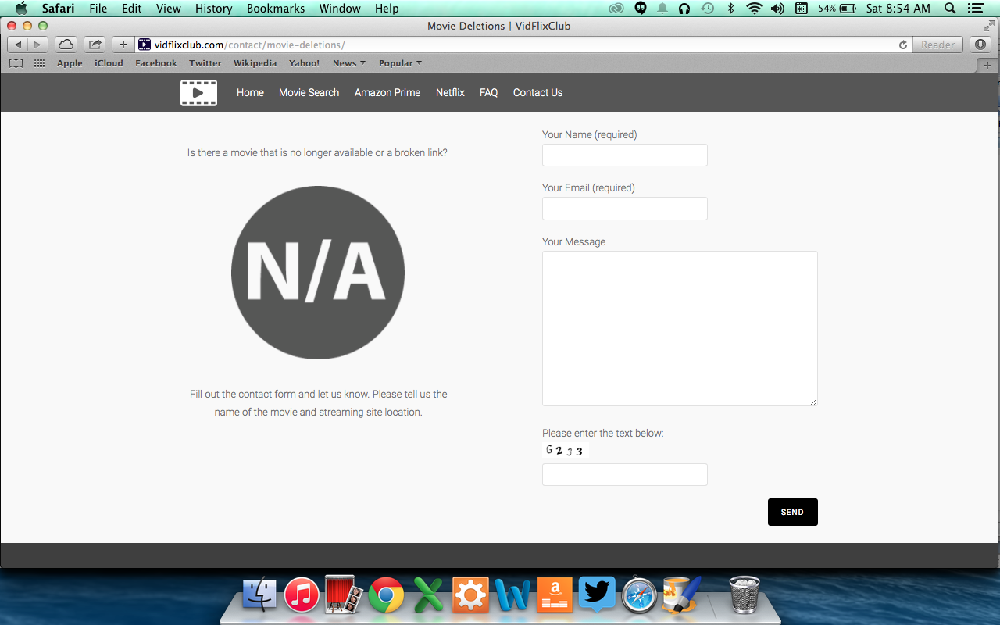 Safari File Edit View History Bookmarks Window Help 54% Sat 8:54 AM
Movie Deletions | VidFlixClub
vidflixclub.com/contact/movie-deletions/ Reader
Apple iCloud Facebook Twitter Wikipedia Yahoo! News Popular
Home Movie Search Amazon Prime Netflix FAQ Contact Us
Is there a movie that is no longer available or a broken link?
N/A
Fill out the contact form and let us know. Please tell us the
name of the movie and streaming site location.
Your Name (required)
Your Email (required)
Your Message
Please enter the text below:
G233
SEND